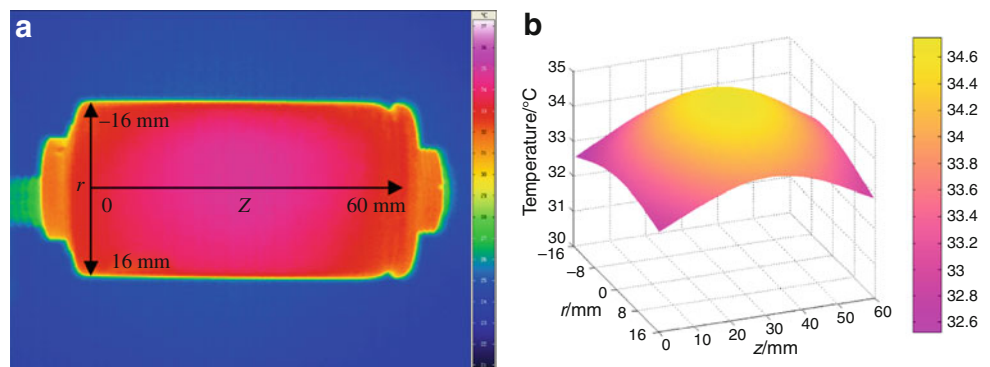 a
°C
–16 mm
r
0 Z 60 mm
16 mm
b
Temperature/°C
35
34
33
32
31
30
–16
–8
0
8
16
r/mm
0 10 20 30 40 50 60
z/mm
34.6
34.4
34.2
34
33.8
33.6
33.4
33.2
33
32.8
32.6